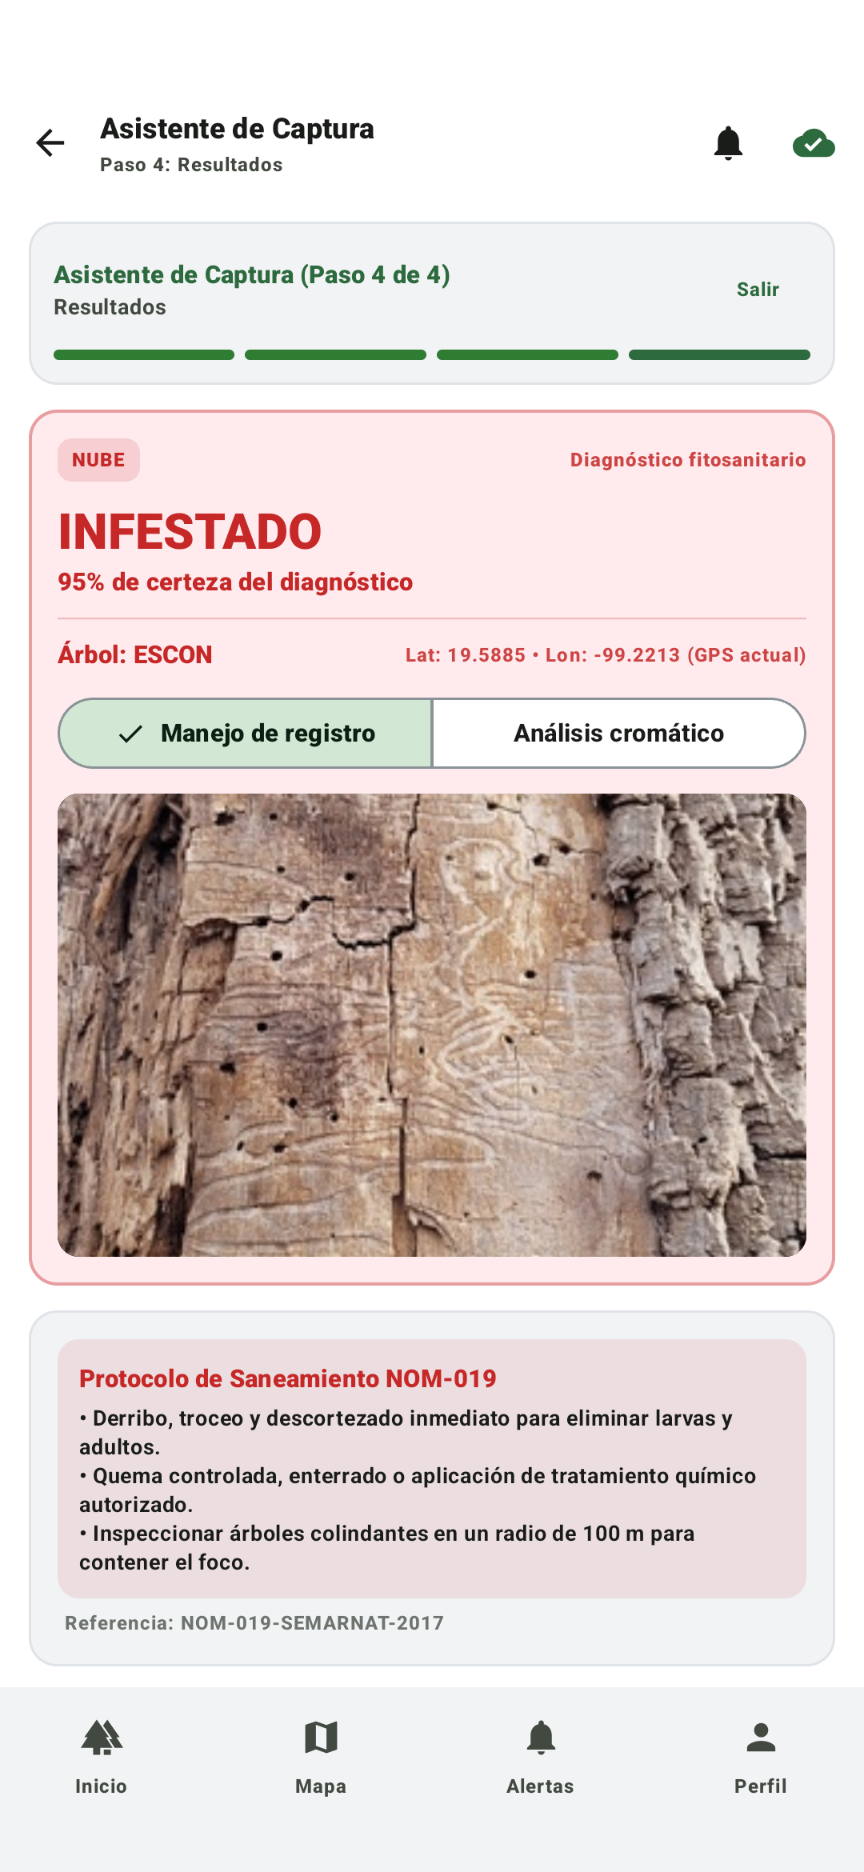 Asistente de Captura
Paso 4: Resultados
Asistente de Captura (Paso 4 de 4)
Resultados
Salir
NUBE
Diagnóstico fitosanitario
INFESTADO
95% de certeza del diagnóstico
Árbol: ESCON
Lat: 19.5885 • Lon: -99.2213 (GPS actual)
Manejo de registro
Análisis cromático
Protocolo de Saneamiento NOM-019
• Derribo, troceo y descortezado inmediato para eliminar larvas y
adultos.
• Quema controlada, enterrado o aplicación de tratamiento químico
autorizado.
• Inspeccionar árboles colindantes en un radio de 100 m para
contener el foco.
Referencia: NOM-019-SEMARNAT-2017
Inicio
Mapa
Alertas
Perfil